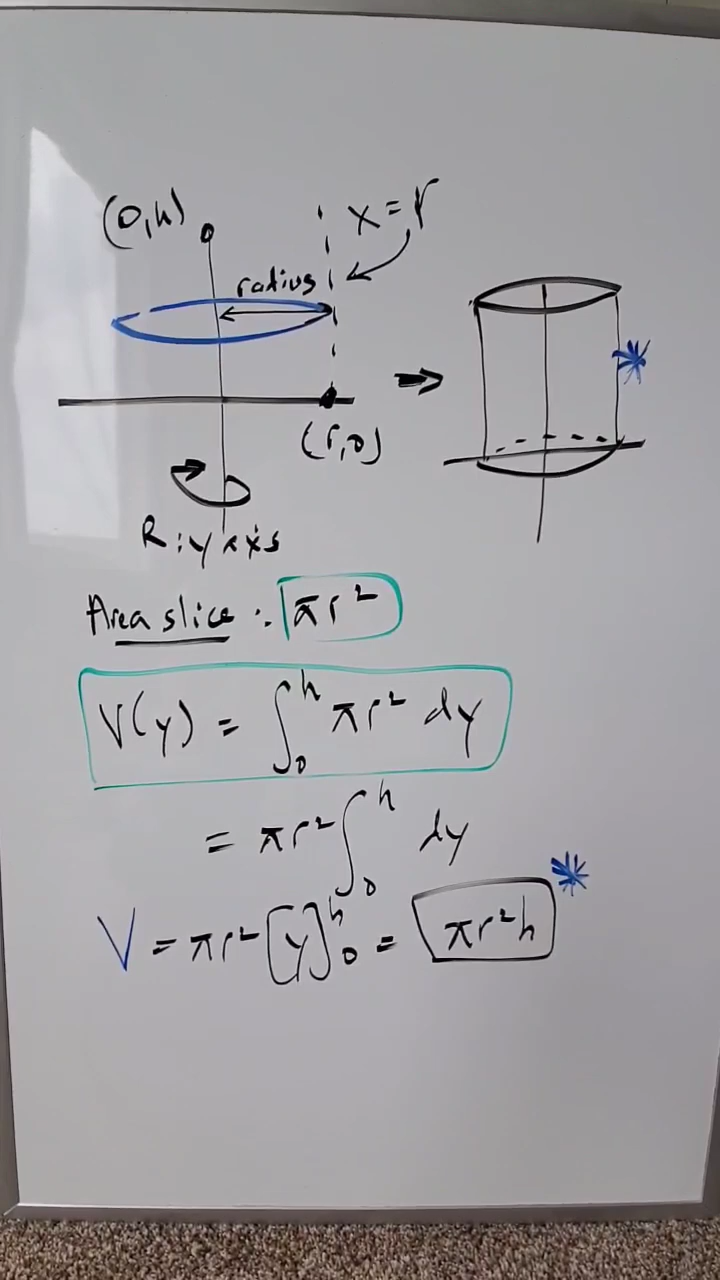 (0,h)
x=r
radius
(r,0)
R: y axis
Area slice : πr²
V(y) = ∫₀ʰ πr² dy
= πr² ∫₀ʰ dy
V = πr² [y]₀ʰ = πr²h